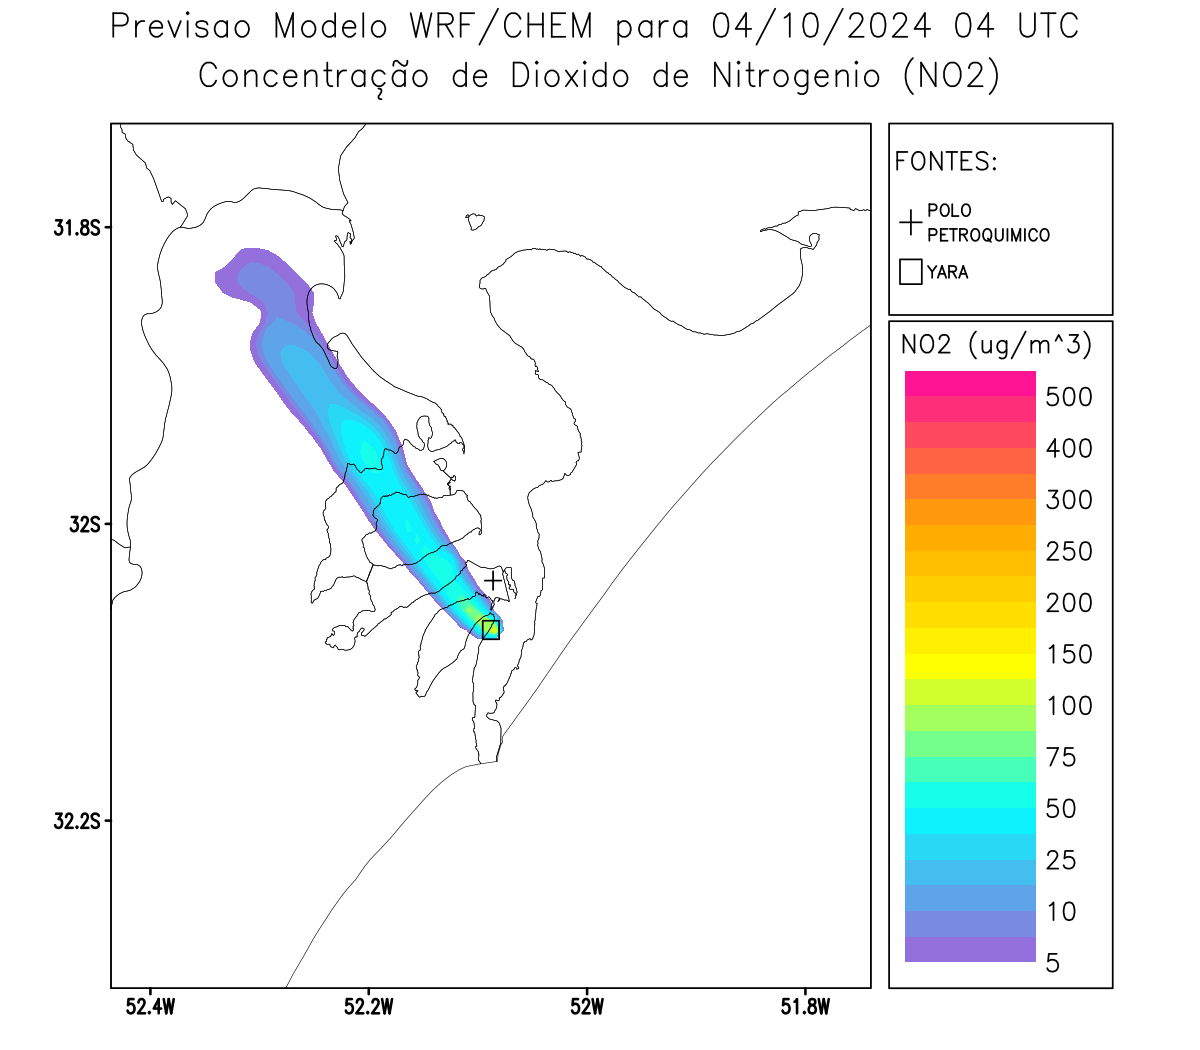 Previsao Modelo WRF/CHEM para 04/10/2024 04 UTC
Concentração de Dioxido de Nitrogenio (NO2)
FONTES:
POLO
PETROQUIMICO
YARA
NO2 (ug/m^3)
500
400
300
250
200
150
100
75
50
25
10
5
31.8S
32S
32.2S
52.4W
52.2W
52W
51.8W